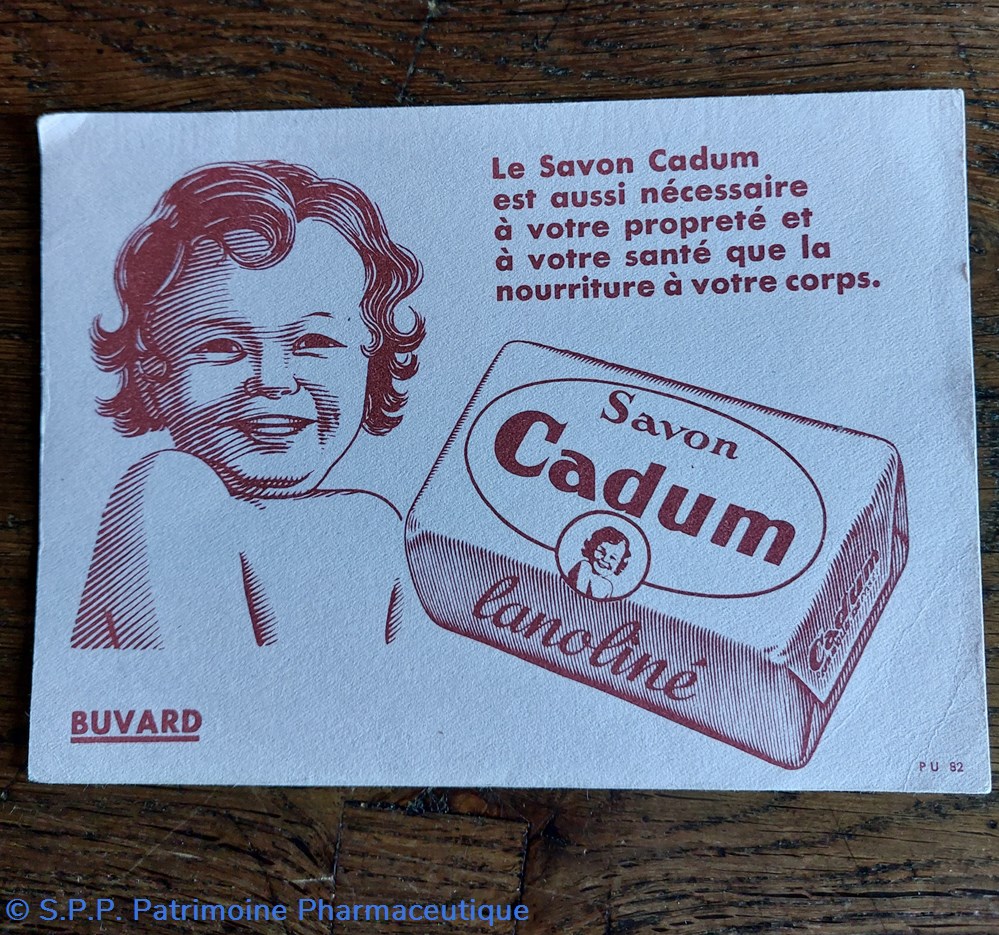 Le Savon Cadum
est aussi nécessaire
à votre propreté et
à votre santé que la
nourriture à votre corps.
Savon
Cadum
lanoliné
Cadum
BUVARD
PU 82
© S.P.P. Patrimoine Pharmaceutique